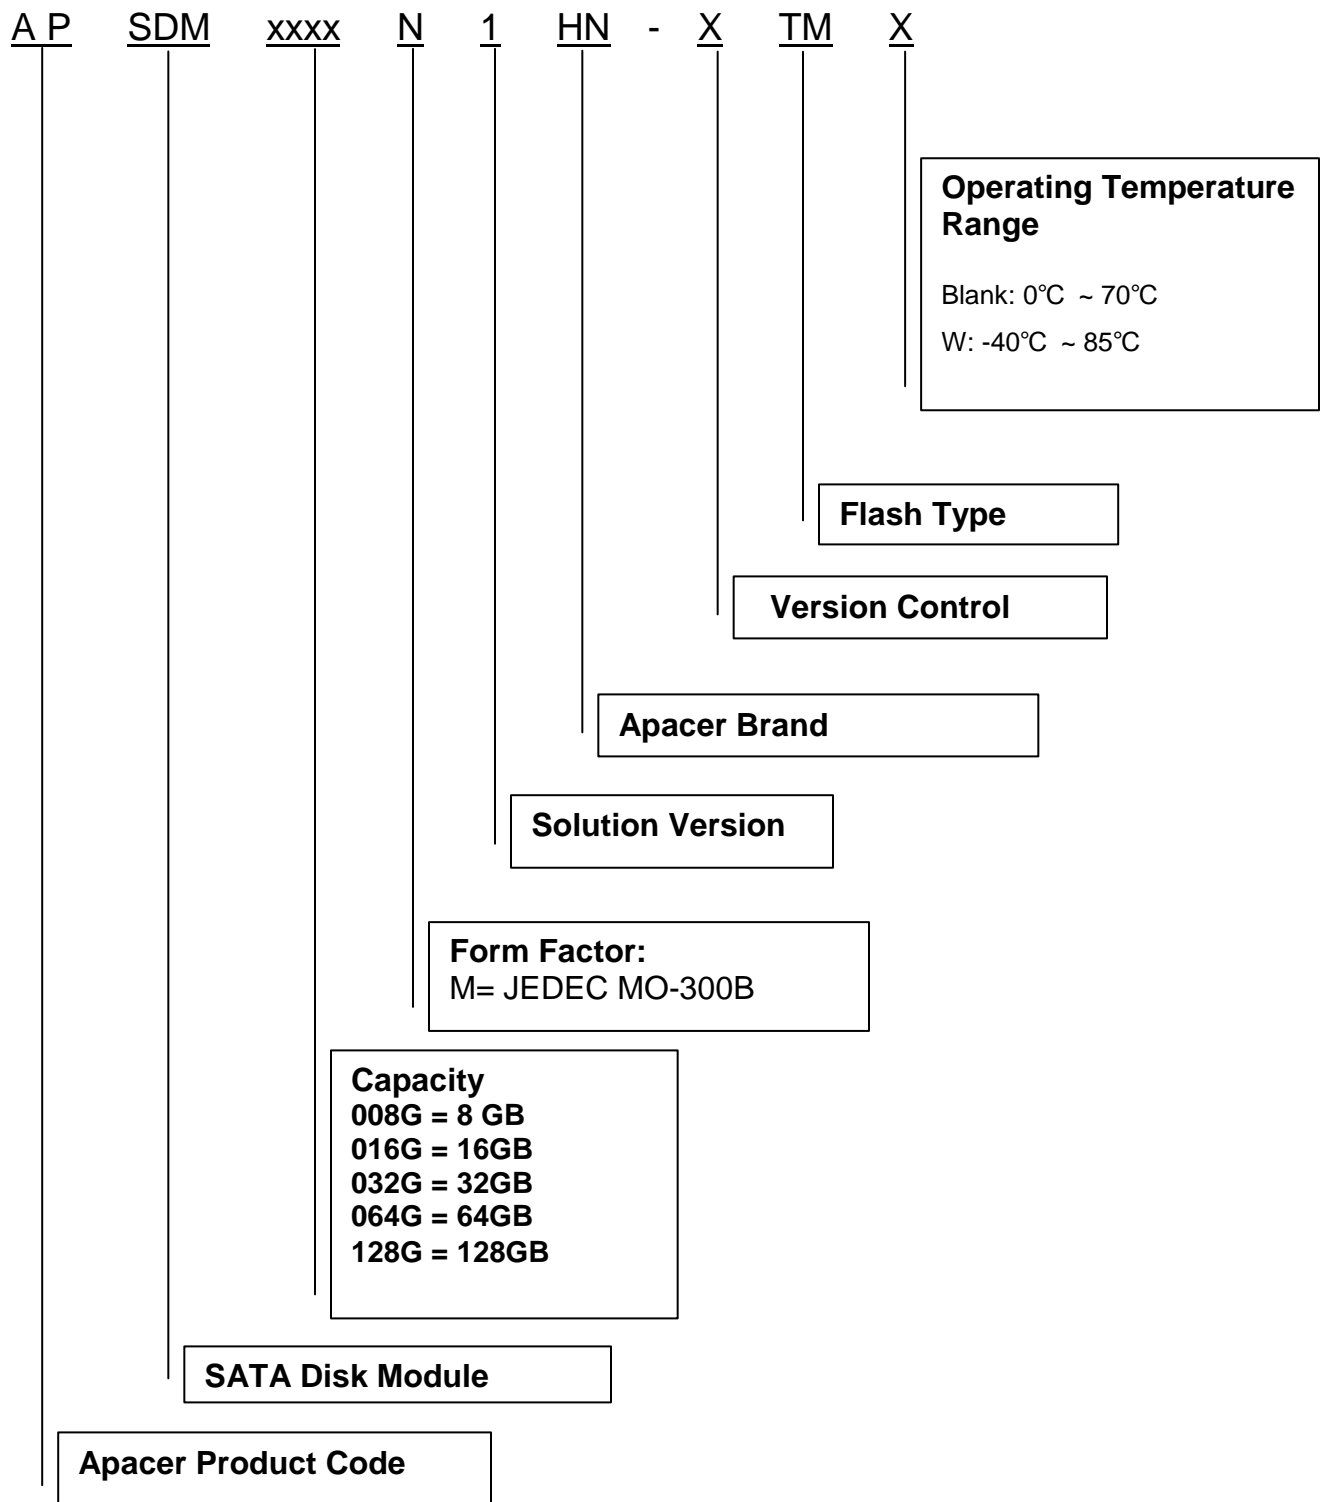 A P SDM xxxx N 1 HN - X TM X
Operating Temperature
Range
Blank: 0℃ ~ 70℃
W: -40℃ ~ 85℃
Flash Type
Version Control
Apacer Brand
Solution Version
Form Factor:
M= JEDEC MO-300B
Capacity
008G = 8 GB
016G = 16GB
032G = 32GB
064G = 64GB
128G = 128GB
SATA Disk Module
Apacer Product Code